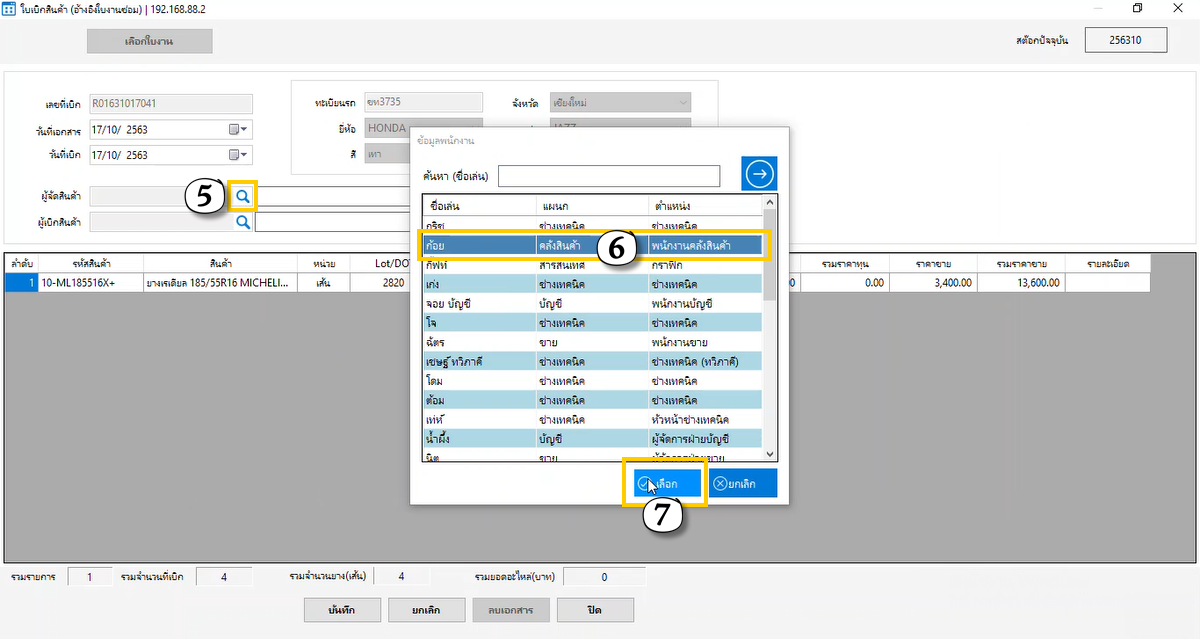 ใบเบิกสินค้า (อ้างอิงใบงานซ่อม) | 192.168.88.2
เลือกใบงาน
สต๊อกปัจจุบัน 256310
เลขที่เบิก R01631017041 ทะเบียนรถ ขท3735 จังหวัด เชียงใหม่
วันที่เอกสาร 17/10/ 2563 ยี่ห้อ HONDA JAZZ
วันที่เบิก 17/10/ 2563 สี เทา
ผู้จัดสินค้า 5
ผู้เบิกสินค้า
ข้อมูลพนักงาน
ค้นหา (ชื่อเล่น)
ชื่อเล่น แผนก ตำแหน่ง
กริช ช่างเทคนิค ช่างเทคนิค
ก้อย คลังสินค้า 6 พนักงานคลังสินค้า
กิฟท์ สารสนเทศ กราฟิก
เก่ง ช่างเทคนิค ช่างเทคนิค
จอย บัญชี บัญชี พนักงานบัญชี
โจ ช่างเทคนิค ช่างเทคนิค
ฉัตร ขาย พนักงานขาย
เชษฐ์ ทวิภาคี ช่างเทคนิค ช่างเทคนิค (ทวิภาคี)
โดม ช่างเทคนิค ช่างเทคนิค
ต้อม ช่างเทคนิค ช่างเทคนิค
เท่ห์ ช่างเทคนิค หัวหน้าช่างเทคนิค
น้ำผึ้ง บัญชี ผู้จัดการฝ่ายบัญชี
นิต ขาย ผู้จัดการฝ่ายขาย
เลือก ยกเลิก
7
ลำดับ รหัสสินค้า สินค้า หน่วย Lot/DO รวมราคาทุน ราคาขาย รวมราคาขาย รายละเอียด
1 10-ML185516X+ ยางเรเดียล 185/55R16 MICHELI... เส้น 2820 0.00 3,400.00 13,600.00
รวมรายการ 1 รวมจำนวนที่เบิก 4 รวมจำนวนยาง(เส้น) 4 รวมยอดอะไหล่(บาท) 0
บันทึก ยกเลิก ลบเอกสาร ปิด